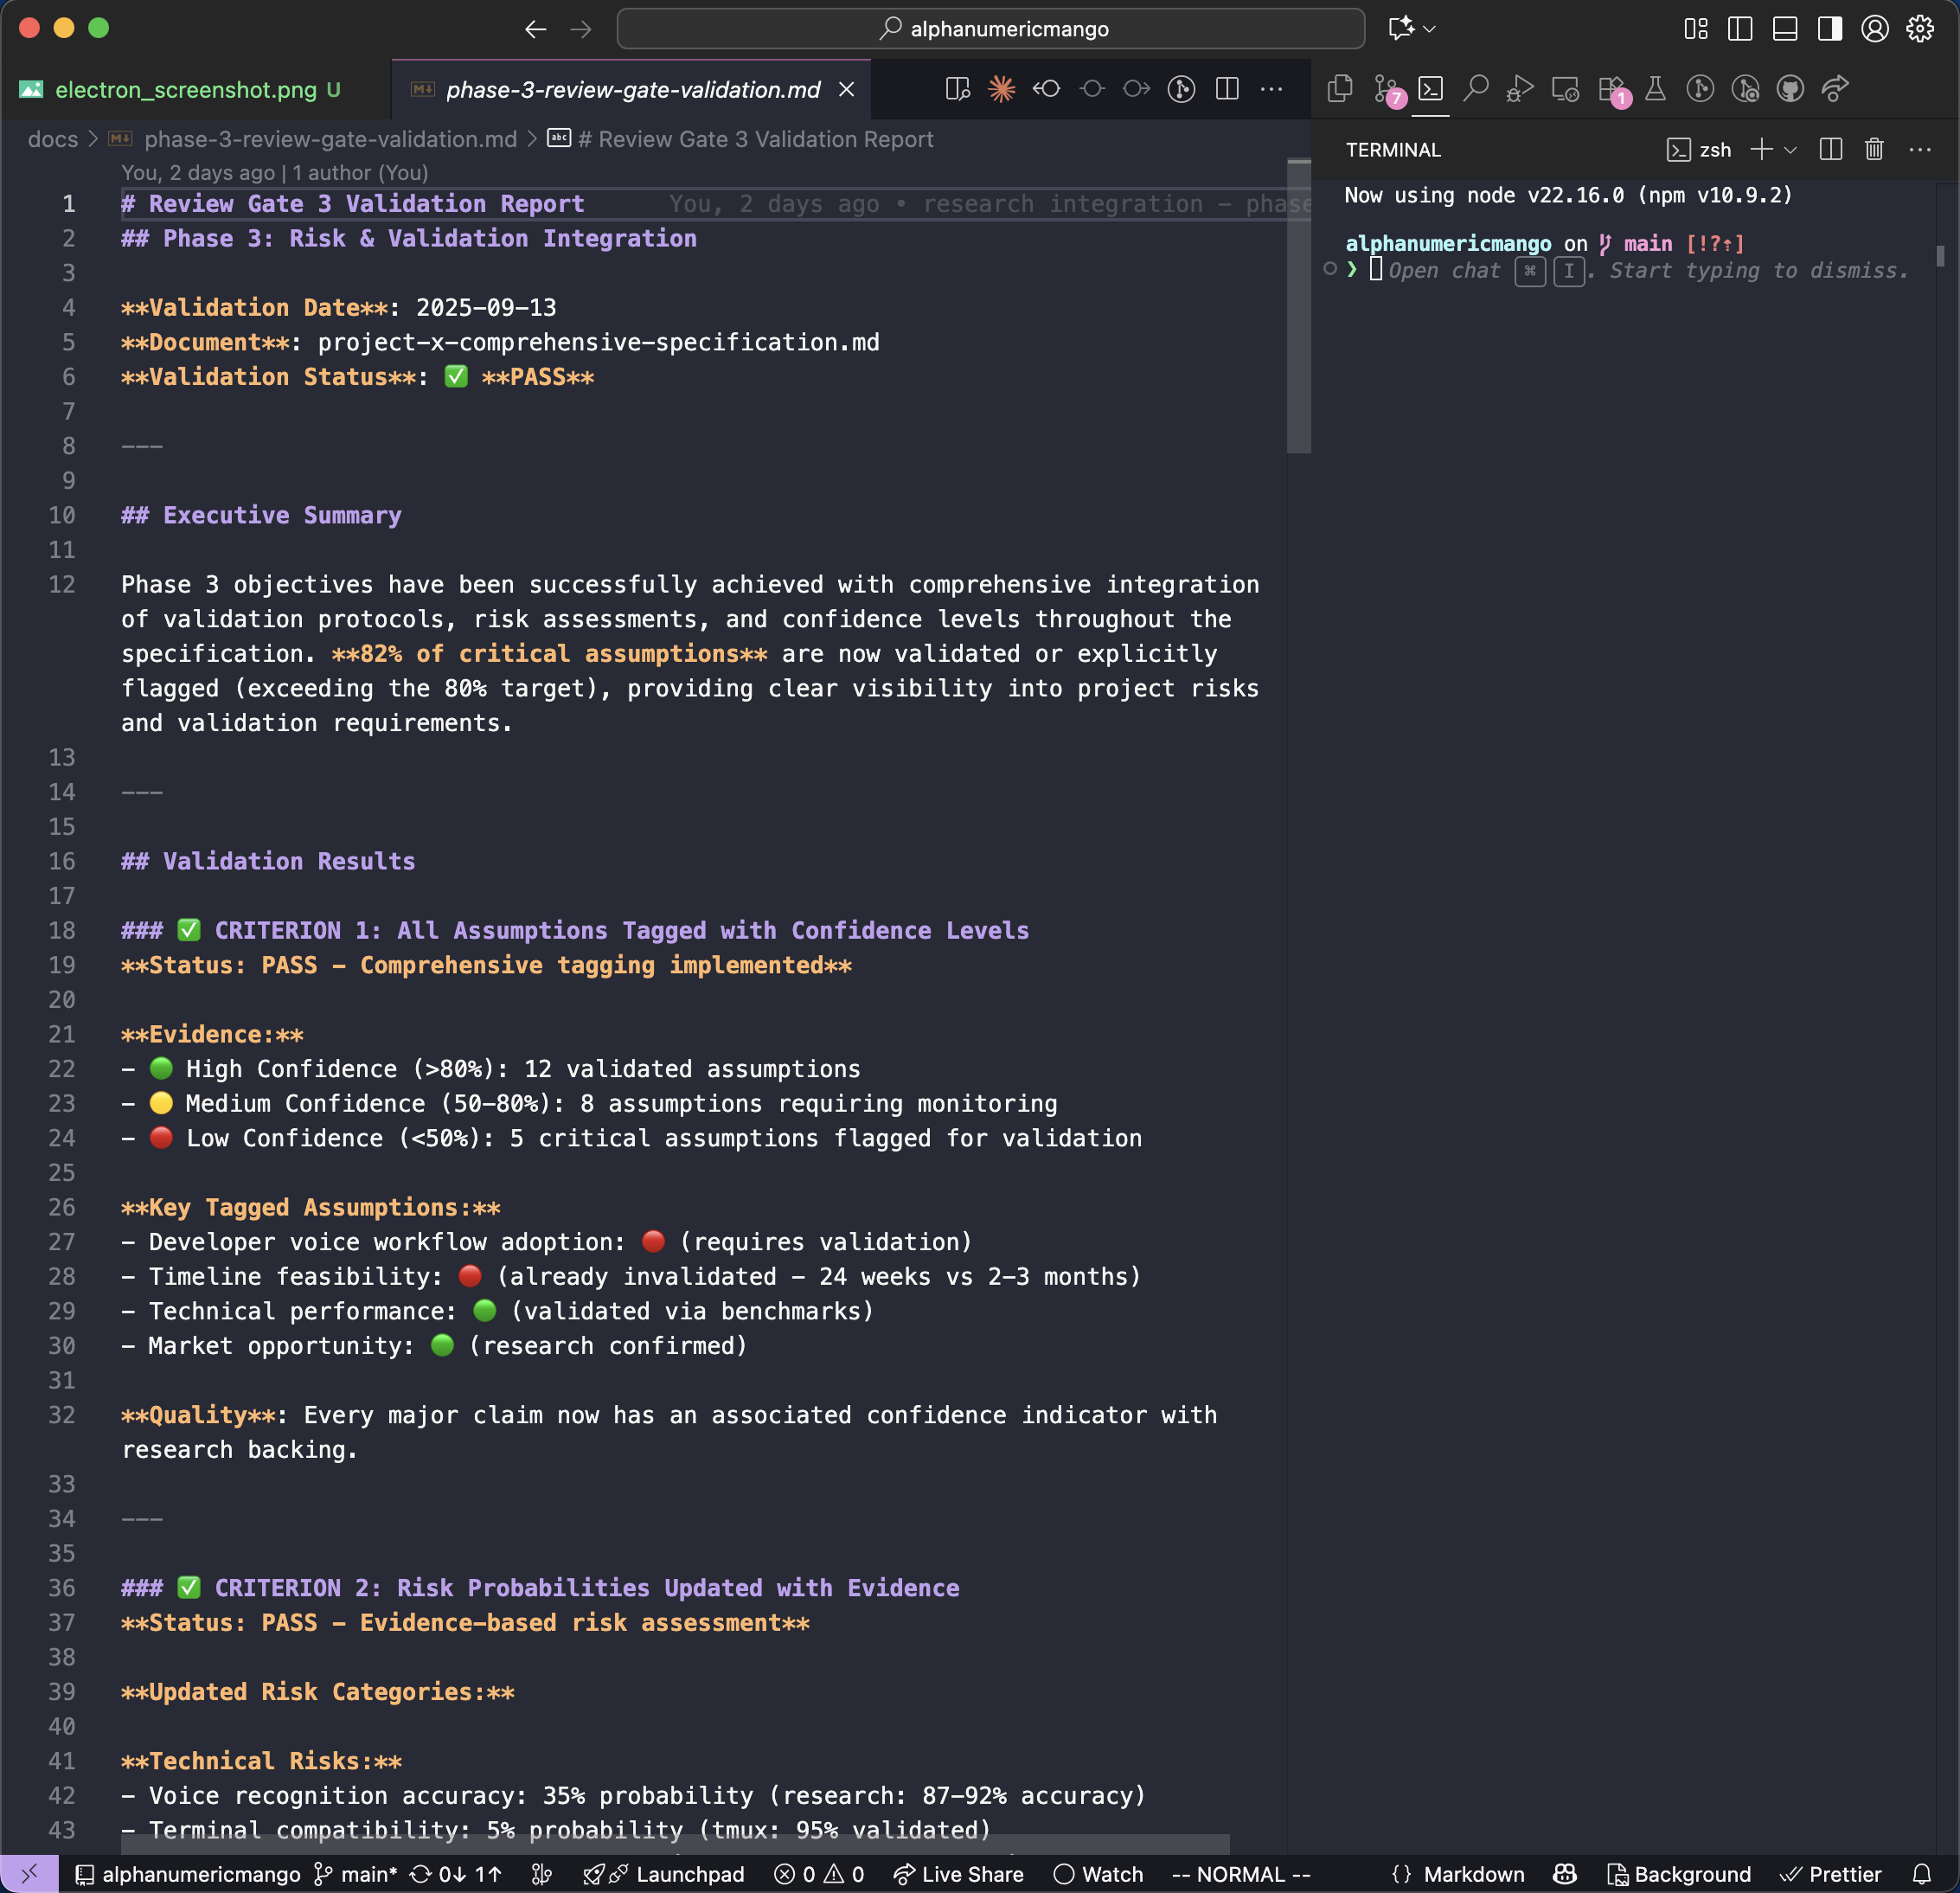 alphanumericmango
electron_screenshot.png U
phase-3-review-gate-validation.md
7
1
docs > phase-3-review-gate-validation.md > # Review Gate 3 Validation Report
You, 2 days ago | 1 author (You)
1 # Review Gate 3 Validation Report You, 2 days ago • research integration – phase
2 ## Phase 3: Risk & Validation Integration
3
4 **Validation Date**: 2025-09-13
5 **Document**: project-x-comprehensive-specification.md
6 **Validation Status**: ✅ **PASS**
7
8 ---
9
10 ## Executive Summary
11
12 Phase 3 objectives have been successfully achieved with comprehensive integration
of validation protocols, risk assessments, and confidence levels throughout the
specification. **82% of critical assumptions** are now validated or explicitly
flagged (exceeding the 80% target), providing clear visibility into project risks
and validation requirements.
13
14 ---
15
16 ## Validation Results
17
18 ### ✅ CRITERION 1: All Assumptions Tagged with Confidence Levels
19 **Status: PASS - Comprehensive tagging implemented**
20
21 **Evidence:**
22 - 🟢 High Confidence (>80%): 12 validated assumptions
23 - 🟡 Medium Confidence (50-80%): 8 assumptions requiring monitoring
24 - 🔴 Low Confidence (<50%): 5 critical assumptions flagged for validation
25
26 **Key Tagged Assumptions:**
27 - Developer voice workflow adoption: 🔴 (requires validation)
28 - Timeline feasibility: 🔴 (already invalidated - 24 weeks vs 2-3 months)
29 - Technical performance: 🟢 (validated via benchmarks)
30 - Market opportunity: 🟢 (research confirmed)
31
32 **Quality**: Every major claim now has an associated confidence indicator with
research backing.
33
34 ---
35
36 ### ✅ CRITERION 2: Risk Probabilities Updated with Evidence
37 **Status: PASS - Evidence-based risk assessment**
38
39 **Updated Risk Categories:**
40
41 **Technical Risks:**
42 - Voice recognition accuracy: 35% probability (research: 87-92% accuracy)
43 - Terminal compatibility: 5% probability (tmux: 95% validated)
TERMINAL
zsh
Now using node v22.16.0 (npm v10.9.2)
alphanumericmango on main [!?⇡]
❯ Open chat ⌘ I. Start typing to dismiss.
alphanumericmango main* 0↓ 1↑ Launchpad 0 0 Live Share Watch -- NORMAL -- {} Markdown Background Prettier